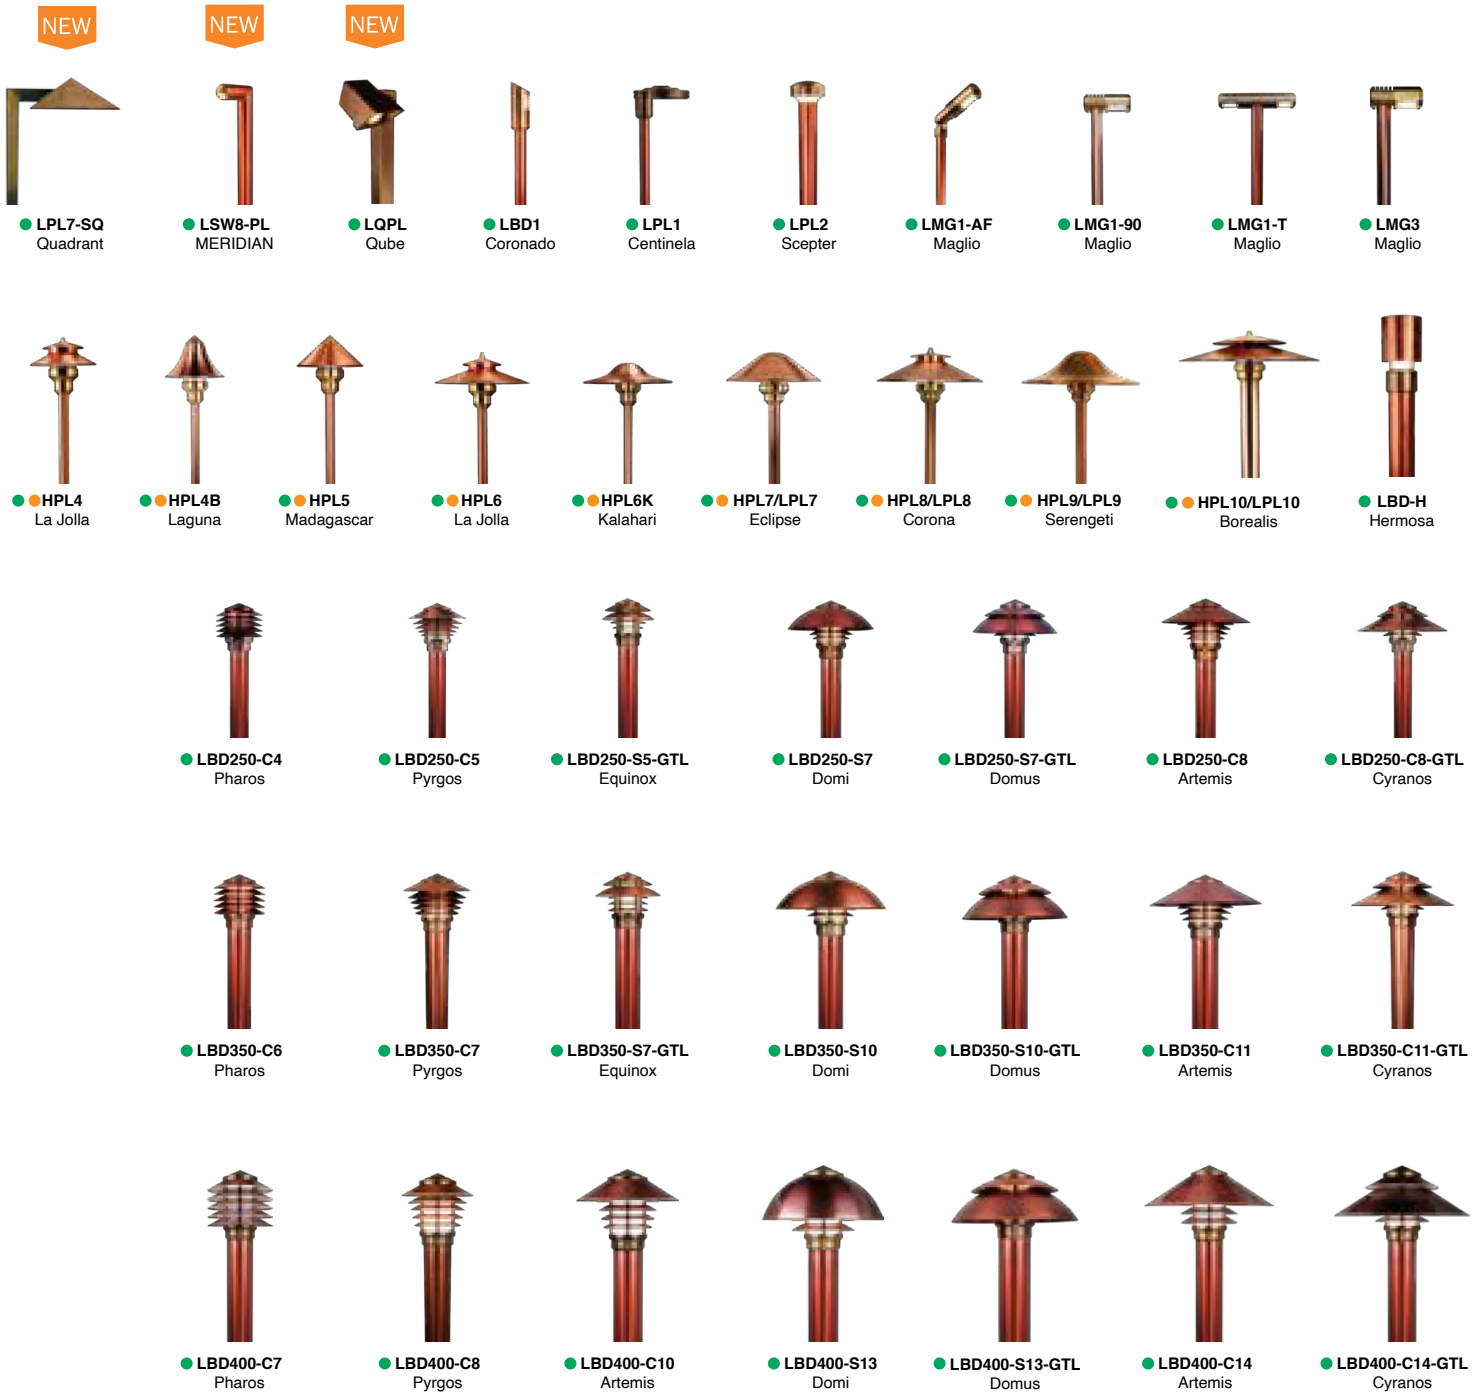 NEW NEW NEW
LPL7-SQ LSW8-PL LQPL LBD1 LPL1 LPL2 LMG1-AF LMG1-90 LMG1-T LMG3
Quadrant MERIDIAN Qube Coronado Centinela Scepter Maglio Maglio Maglio Maglio
HPL4 HPL4B HPL5 HPL6 HPL6K HPL7/LPL7 HPL8/LPL8 HPL9/LPL9 HPL10/LPL10 LBD-H
La Jolla Laguna Madagascar La Jolla Kalahari Eclipse Corona Serengeti Borealis Hermosa
LBD250-C4 LBD250-C5 LBD250-S5-GTL LBD250-S7 LBD250-S7-GTL LBD250-C8 LBD250-C8-GTL
Pharos Pyrgos Equinox Domi Domus Artemis Cyranos
LBD350-C6 LBD350-C7 LBD350-S7-GTL LBD350-S10 LBD350-S10-GTL LBD350-C11 LBD350-C11-GTL
Pharos Pyrgos Equinox Domi Domus Artemis Cyranos
LBD400-C7 LBD400-C8 LBD400-C10 LBD400-S13 LBD400-S13-GTL LBD400-C14 LBD400-C14-GTL
Pharos Pyrgos Artemis Domi Domus Artemis Cyranos